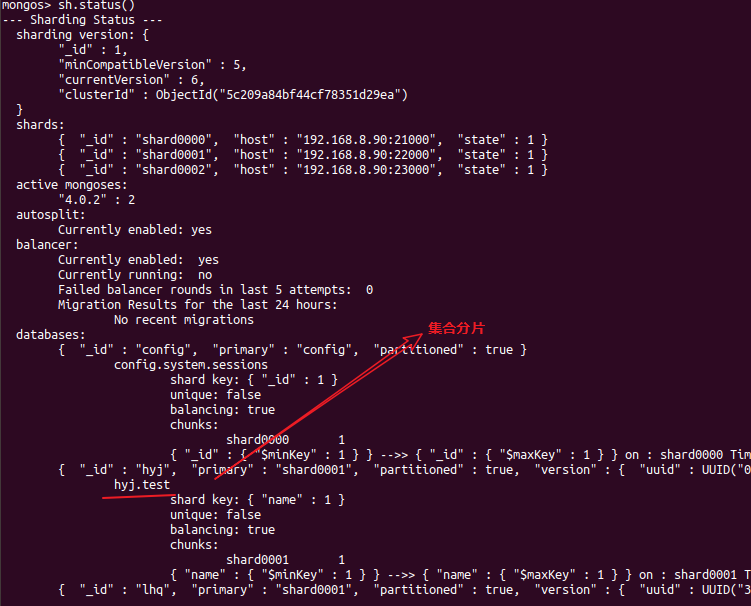 mongos> sh.status()
--- Sharding Status ---
  sharding version: {
        "_id" : 1,
        "minCompatibleVersion" : 5,
        "currentVersion" : 6,
        "clusterId" : ObjectId("5c209a84bf44cf78351d29ea")
  }
  shards:
        {  "_id" : "shard0000",  "host" : "192.168.8.90:21000",  "state" : 1 }
        {  "_id" : "shard0001",  "host" : "192.168.8.90:22000",  "state" : 1 }
        {  "_id" : "shard0002",  "host" : "192.168.8.90:23000",  "state" : 1 }
  active mongoses:
        "4.0.2" : 2
  autosplit:
        Currently enabled: yes
  balancer:
        Currently enabled:  yes
        Currently running:  no
        Failed balancer rounds in last 5 attempts:  0
        Migration Results for the last 24 hours:
                No recent migrations
集合分片
  databases:
        {  "_id" : "config",  "primary" : "config",  "partitioned" : true }
                config.system.sessions
                        shard key: { "_id" : 1 }
                        unique: false
                        balancing: true
                        chunks:
                                shard0000       1
                        { "_id" : { "$minKey" : 1 } } -->> { "_id" : { "$maxKey" : 1 } } on : shard0000 Tim
        {  "_id" : "hyj",  "primary" : "shard0001",  "partitioned" : true,  "version" : {  "uuid" : UUID("0
                hyj.test
                        shard key: { "name" : 1 }
                        unique: false
                        balancing: true
                        chunks:
                                shard0001       1
                        { "name" : { "$minKey" : 1 } } -->> { "name" : { "$maxKey" : 1 } } on : shard0001 T
        {  "_id" : "lhq",  "primary" : "shard0001",  "partitioned" : true,  "version" : {  "uuid" : UUID("3